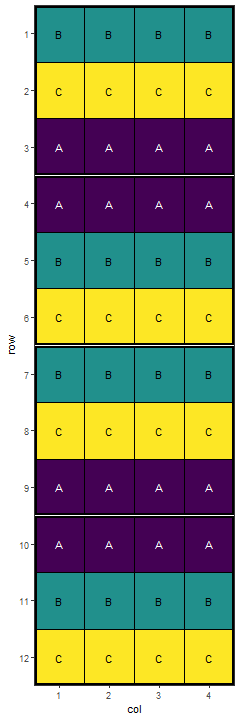 1 B B B B
2 C C C C
3 A A A A
4 A A A A
5 B B B B
6 C C C C
row
7 B B B B
8 C C C C
9 A A A A
10 A A A A
11 B B B B
12 C C C C
1 2 3 4
col